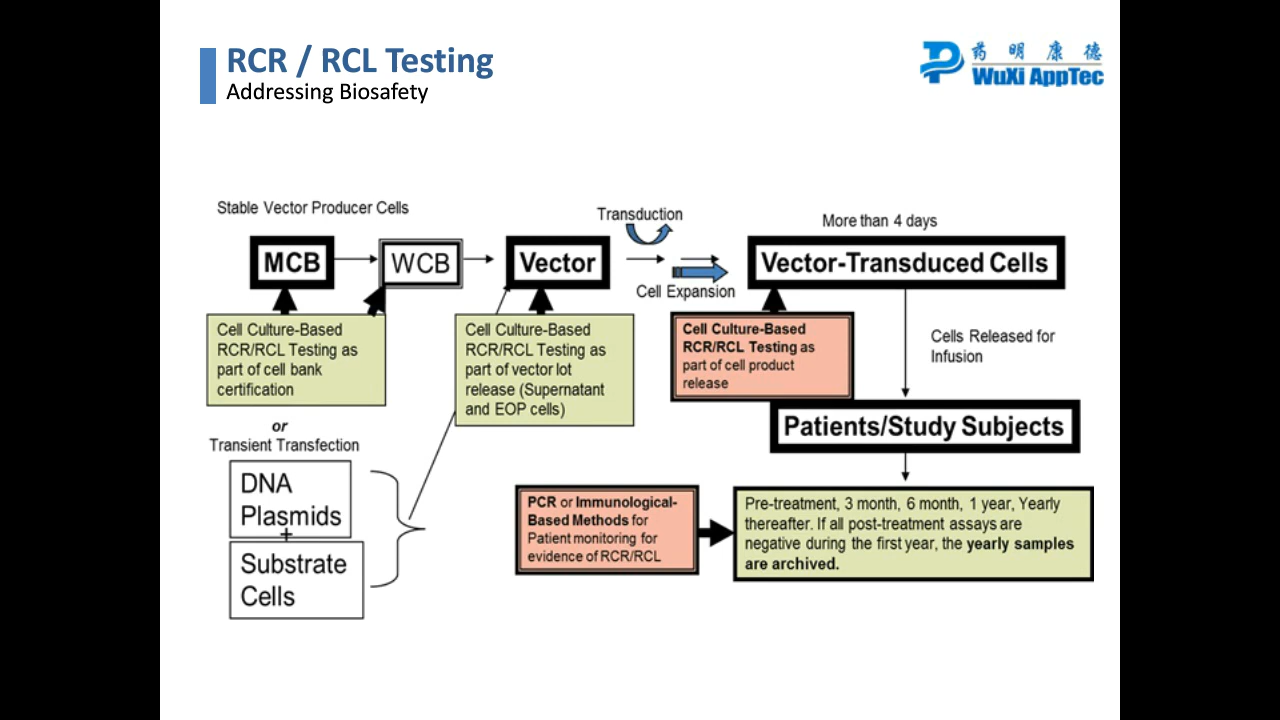 RCR / RCL Testing
Addressing Biosafety
药明康德
WuXi AppTec
Stable Vector Producer Cells
MCB
WCB
Vector
Transduction
Cell Expansion
More than 4 days
Vector-Transduced Cells
Cell Culture-Based
RCR/RCL Testing as
part of cell bank
certification
Cell Culture-Based
RCR/RCL Testing as
part of vector lot
release (Supernatant
and EOP cells)
Cell Culture-Based
RCR/RCL Testing as
part of cell product
release
Cells Released for
Infusion
Patients/Study Subjects
or
Transient Transfection
DNA
Plasmids
+
Substrate
Cells
PCR or Immunological-
Based Methods for
Patient monitoring for
evidence of RCR/RCL
Pre-treatment, 3 month, 6 month, 1 year, Yearly
thereafter. If all post-treatment assays are
negative during the first year, the yearly samples
are archived.